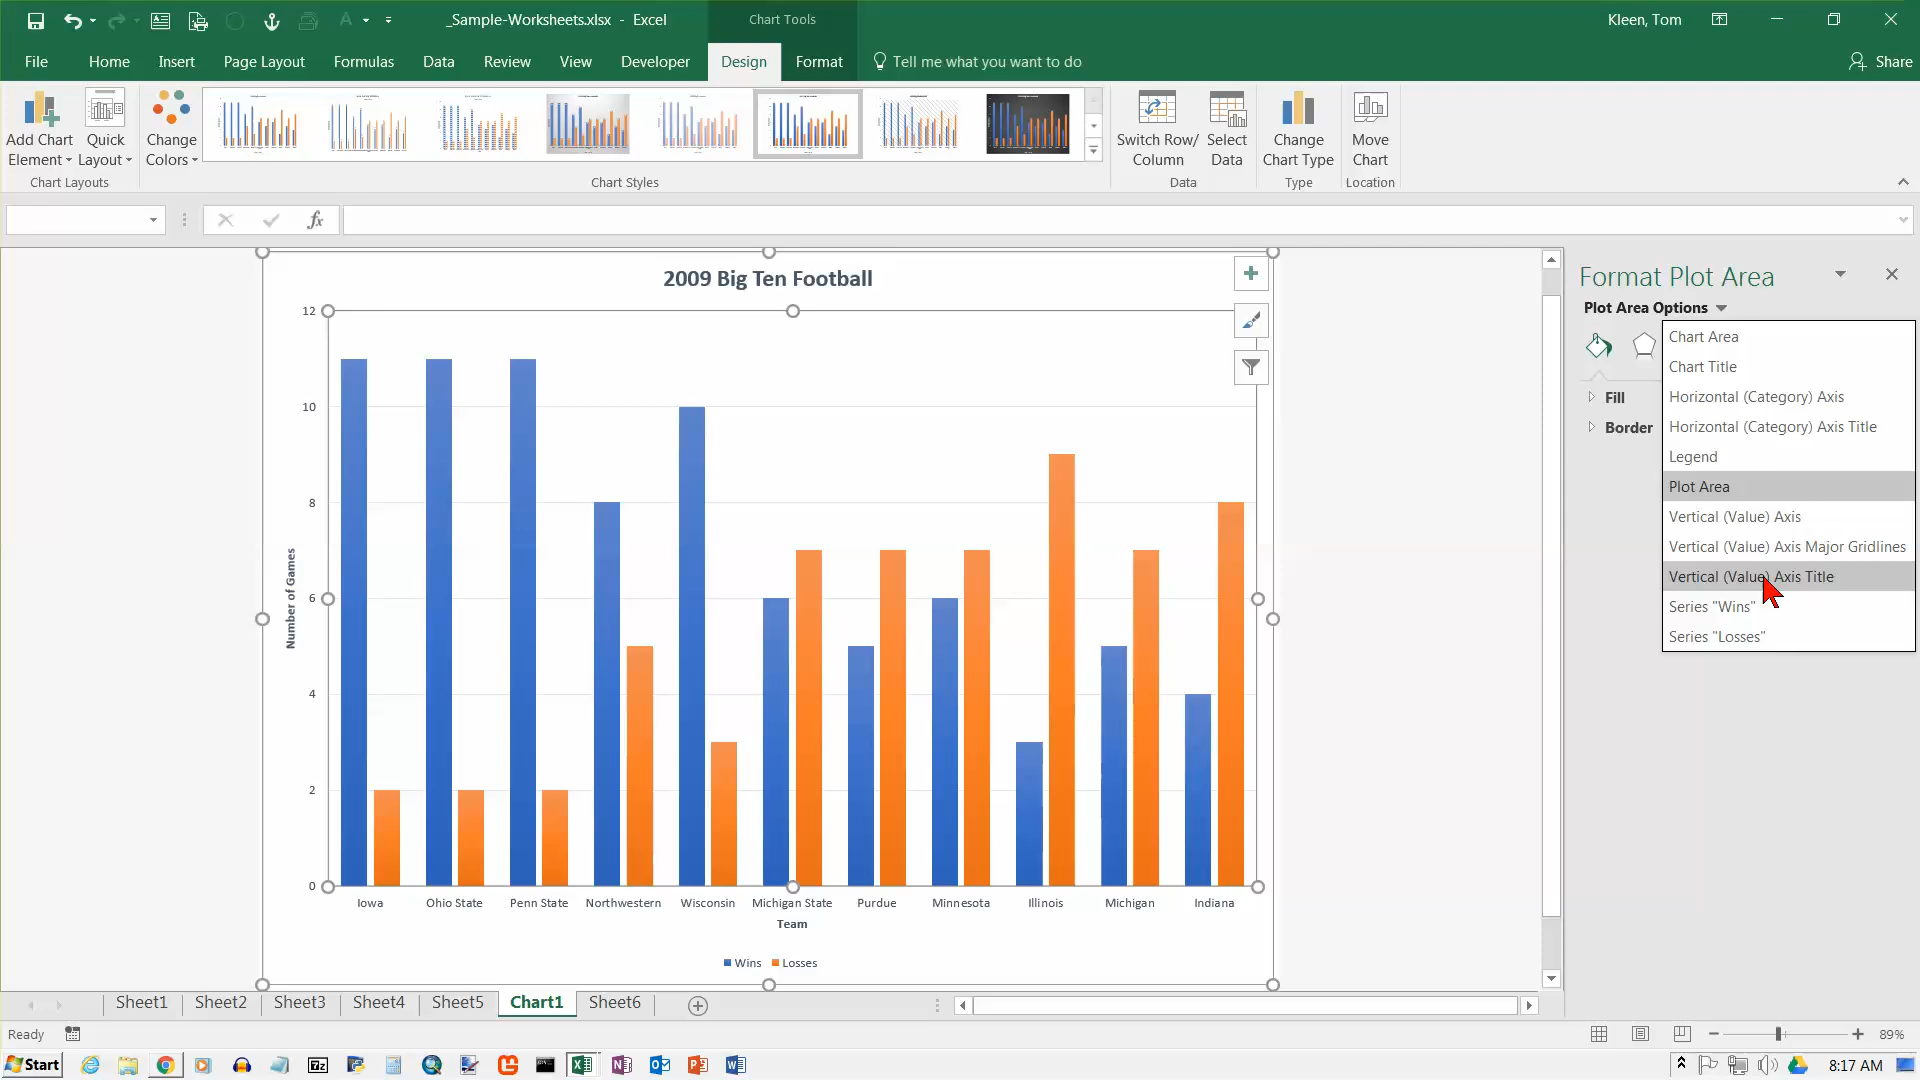 _Sample-Worksheets.xlsx - Excel
Chart Tools
Kleen, Tom
File Home Insert Page Layout Formulas Data Review View Developer Design Format Tell me what you want to do Share
Add Chart Element
Quick Layout
Change Colors
Switch Row/ Column
Select Data
Change Chart Type
Move Chart
Chart Layouts Chart Styles Data Type Location
fx
2009 Big Ten Football
12
10
8
6
4
2
0
Number of Games
Iowa Ohio State Penn State Northwestern Wisconsin Michigan State Purdue Minnesota Illinois Michigan Indiana
Team
Wins Losses
Format Plot Area
Plot Area Options
Fill
Border
Chart Area
Chart Title
Horizontal (Category) Axis
Horizontal (Category) Axis Title
Legend
Plot Area
Vertical (Value) Axis
Vertical (Value) Axis Major Gridlines
Vertical (Value) Axis Title
Series "Wins"
Series "Losses"
Sheet1 Sheet2 Sheet3 Sheet4 Sheet5 Chart1 Sheet6
Ready
89%
Start
8:17 AM